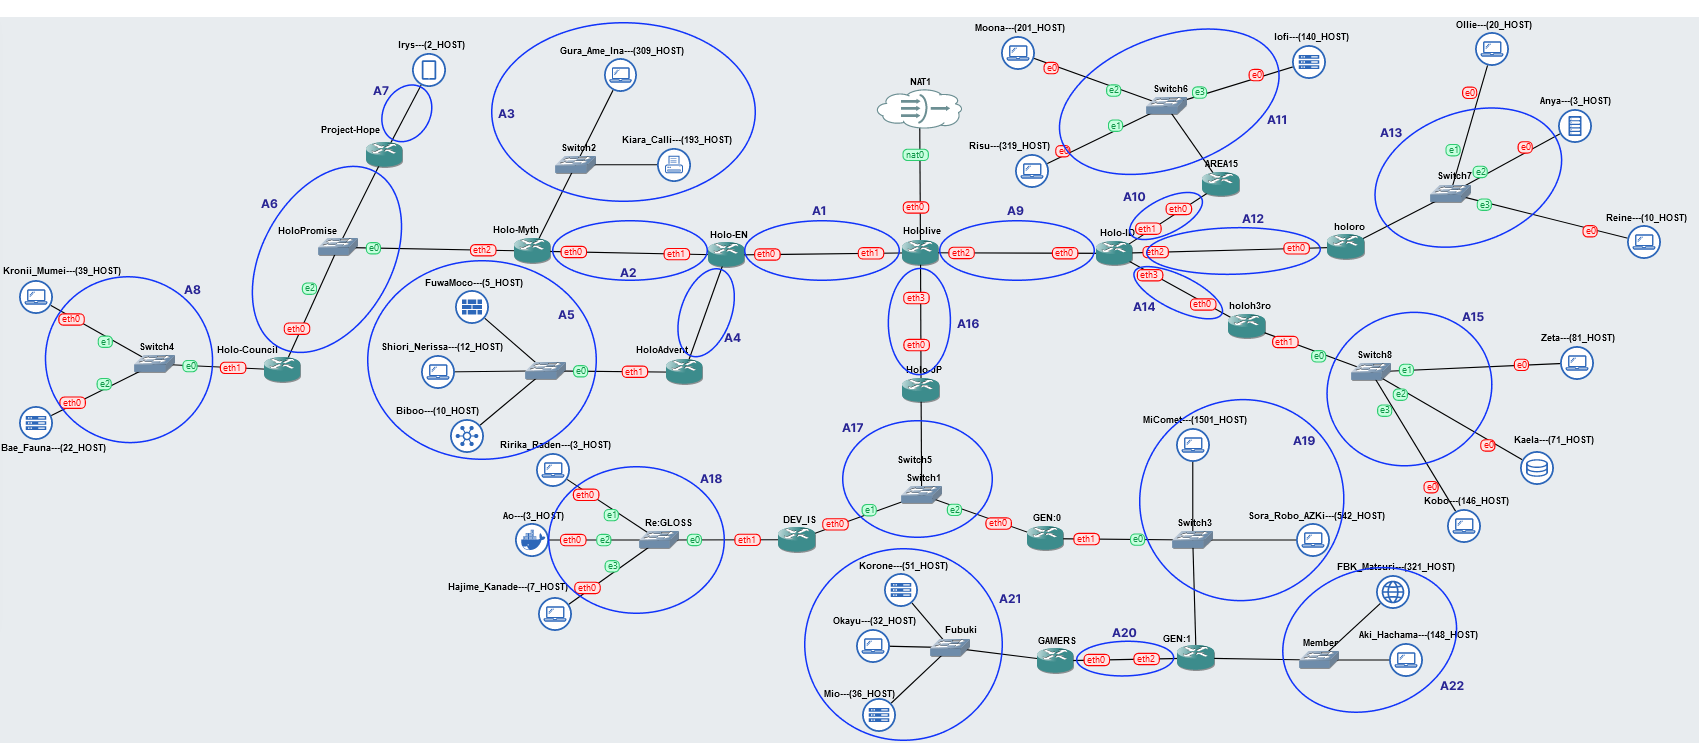 Irys---(2_HOST)
A7
Project-Hope
Gura_Ame_Ina---(309_HOST)
A3
Kiara_Calli---(193_HOST)
Switch2
NAT1
nat0
eth0
Moona---(201_HOST)
e0
Iofi---(140_HOST)
e0
Switch6
e2
e3
e1
A11
Risu---(319_HOST)
e0
AREA15
Ollie---(20_HOST)
e0
Anya---(3_HOST)
A13
e1
e0
e2
Switch7
e3
Reine---(10_HOST)
e0
A6
HoloPromise
e0
eth2
Holo-Myth
eth0
A2
eth1
Holo-EN
eth0
A1
eth1
Hololive
eth2
A9
eth0
Holo-ID
A10
eth0
eth1
A12
eth2
eth0
holoro
eth3
A14
eth0
holoh3ro
eth1
e0
A15
Switch8
e1
e2
e3
Zeta---(81_HOST)
e0
Kaela---(71_HOST)
e0
Kobo---(146_HOST)
e0
e2
eth0
Holo-Council
eth1
Kronii_Mumei---(39_HOST)
A8
eth0
e1
Switch4
e0
e2
eth0
Bae_Fauna---(22_HOST)
FuwaMoco---(5_HOST)
A5
Shiori_Nerissa---(12_HOST)
e0
eth1
HoloAdvent
A4
Biboo---(10_HOST)
eth3
A16
eth0
Holo-JP
A17
Switch5
Switch1
e1
e2
eth0
DEV_IS
eth0
GEN:0
eth1
e0
Ririka_Raden---(3_HOST)
A18
eth0
e1
Re:GLOSS
Ao---(3_HOST)
eth0
e2
e0
eth1
e3
Hajime_Kanade---(7_HOST)
eth0
MiComet---(1501_HOST)
A19
Switch3
Sora_Robo_AZKi---(542_HOST)
Korone---(51_HOST)
A21
Okayu---(32_HOST)
Fubuki
Mio---(36_HOST)
GAMERS
A20
eth0
eth2
GEN:1
FBK_Matsuri---(321_HOST)
Member
Aki_Hachama---(148_HOST)
A22